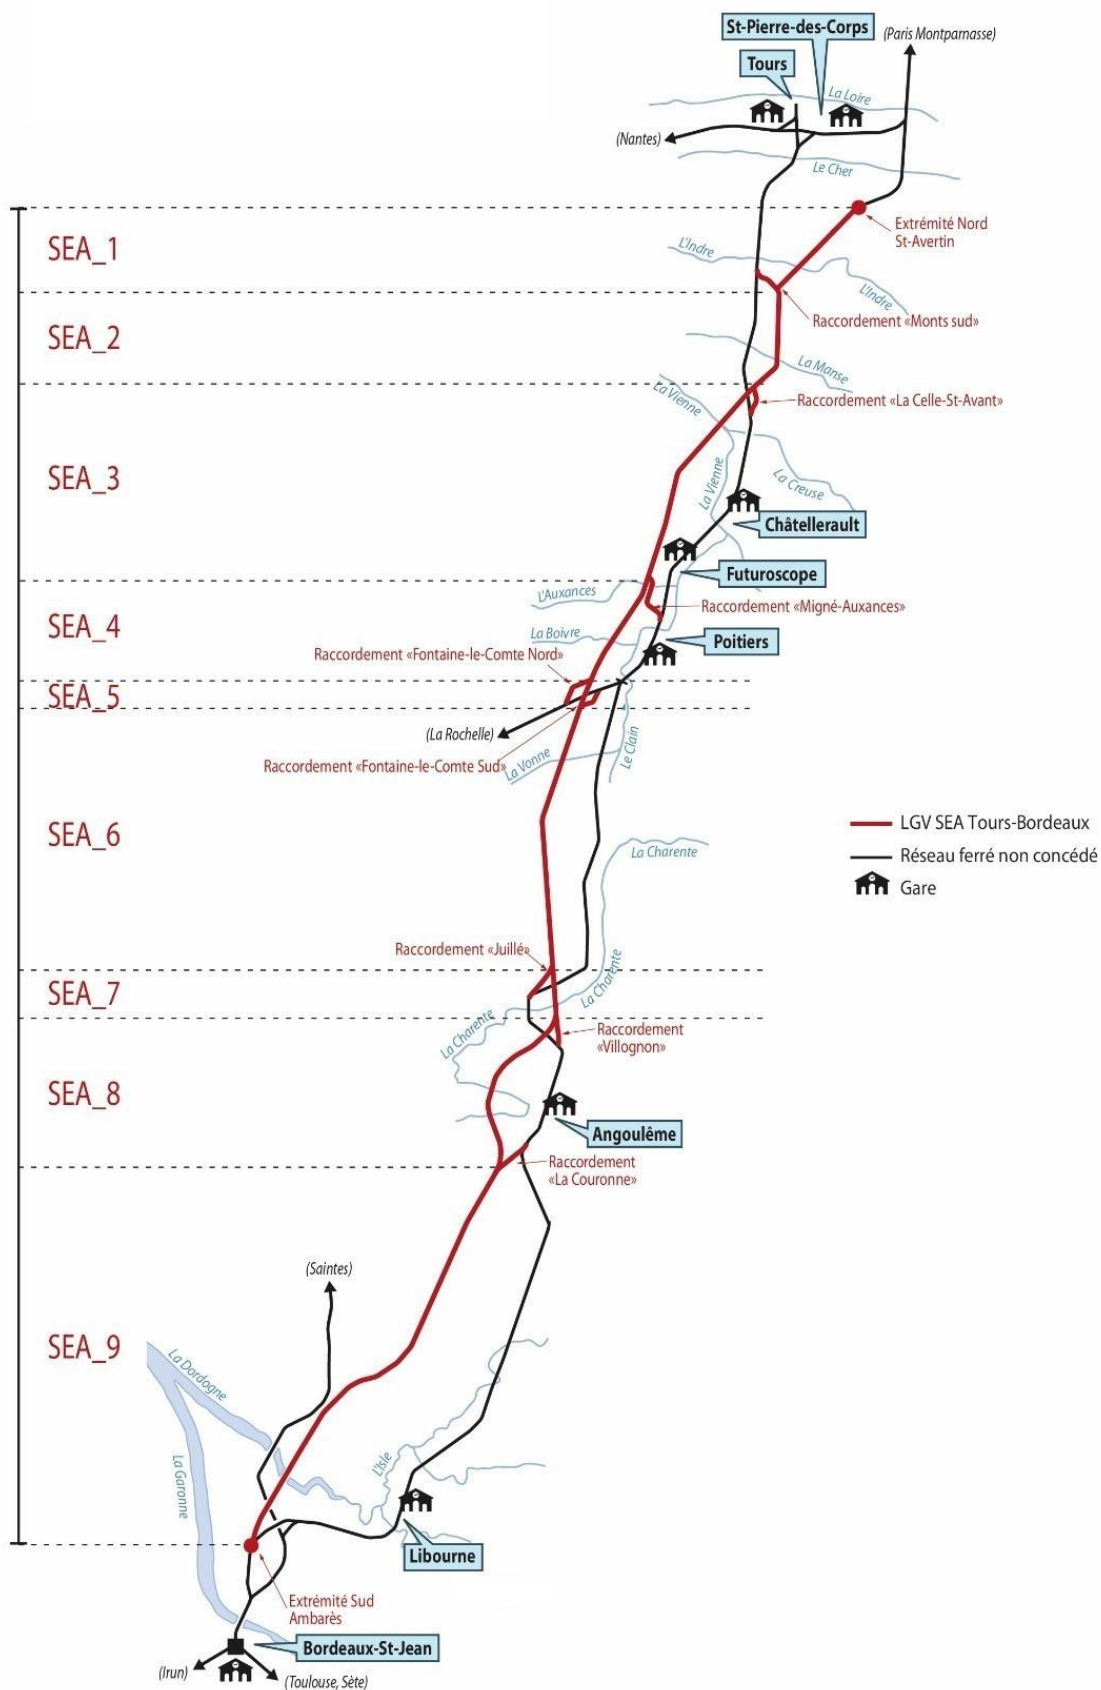 St-Pierre-des-Corps
(Paris Montparnasse)
Tours
La Loire
(Nantes)
Le Cher
Extrémité Nord
St-Avertin
SEA_1
L'Indre
L'Indre
Raccordement «Monts sud»
SEA_2
La Manse
La Vienne
Raccordement «La Celle-St-Avant»
SEA_3
La Vienne
La Creuse
Châtellerault
Futuroscope
L'Auxances
Raccordement «Migné-Auxances»
SEA_4
La Boivre
Poitiers
Raccordement «Fontaine-le-Comte Nord»
SEA_5
(La Rochelle)
Le Clain
Raccordement «Fontaine-le-Comte Sud»
La Vonne
SEA_6
LGV SEA Tours-Bordeaux
La Charente
Réseau ferré non concédé
Gare
Raccordement «Juillé»
SEA_7
La Charente
La Charente
Raccordement
«Villognon»
SEA_8
Angoulême
Raccordement
«La Couronne»
(Saintes)
SEA_9
La Dordogne
La Garonne
L'Isle
Libourne
Extrémité Sud
Ambarès
Bordeaux-St-Jean
(Irun)
(Toulouse, Sète)